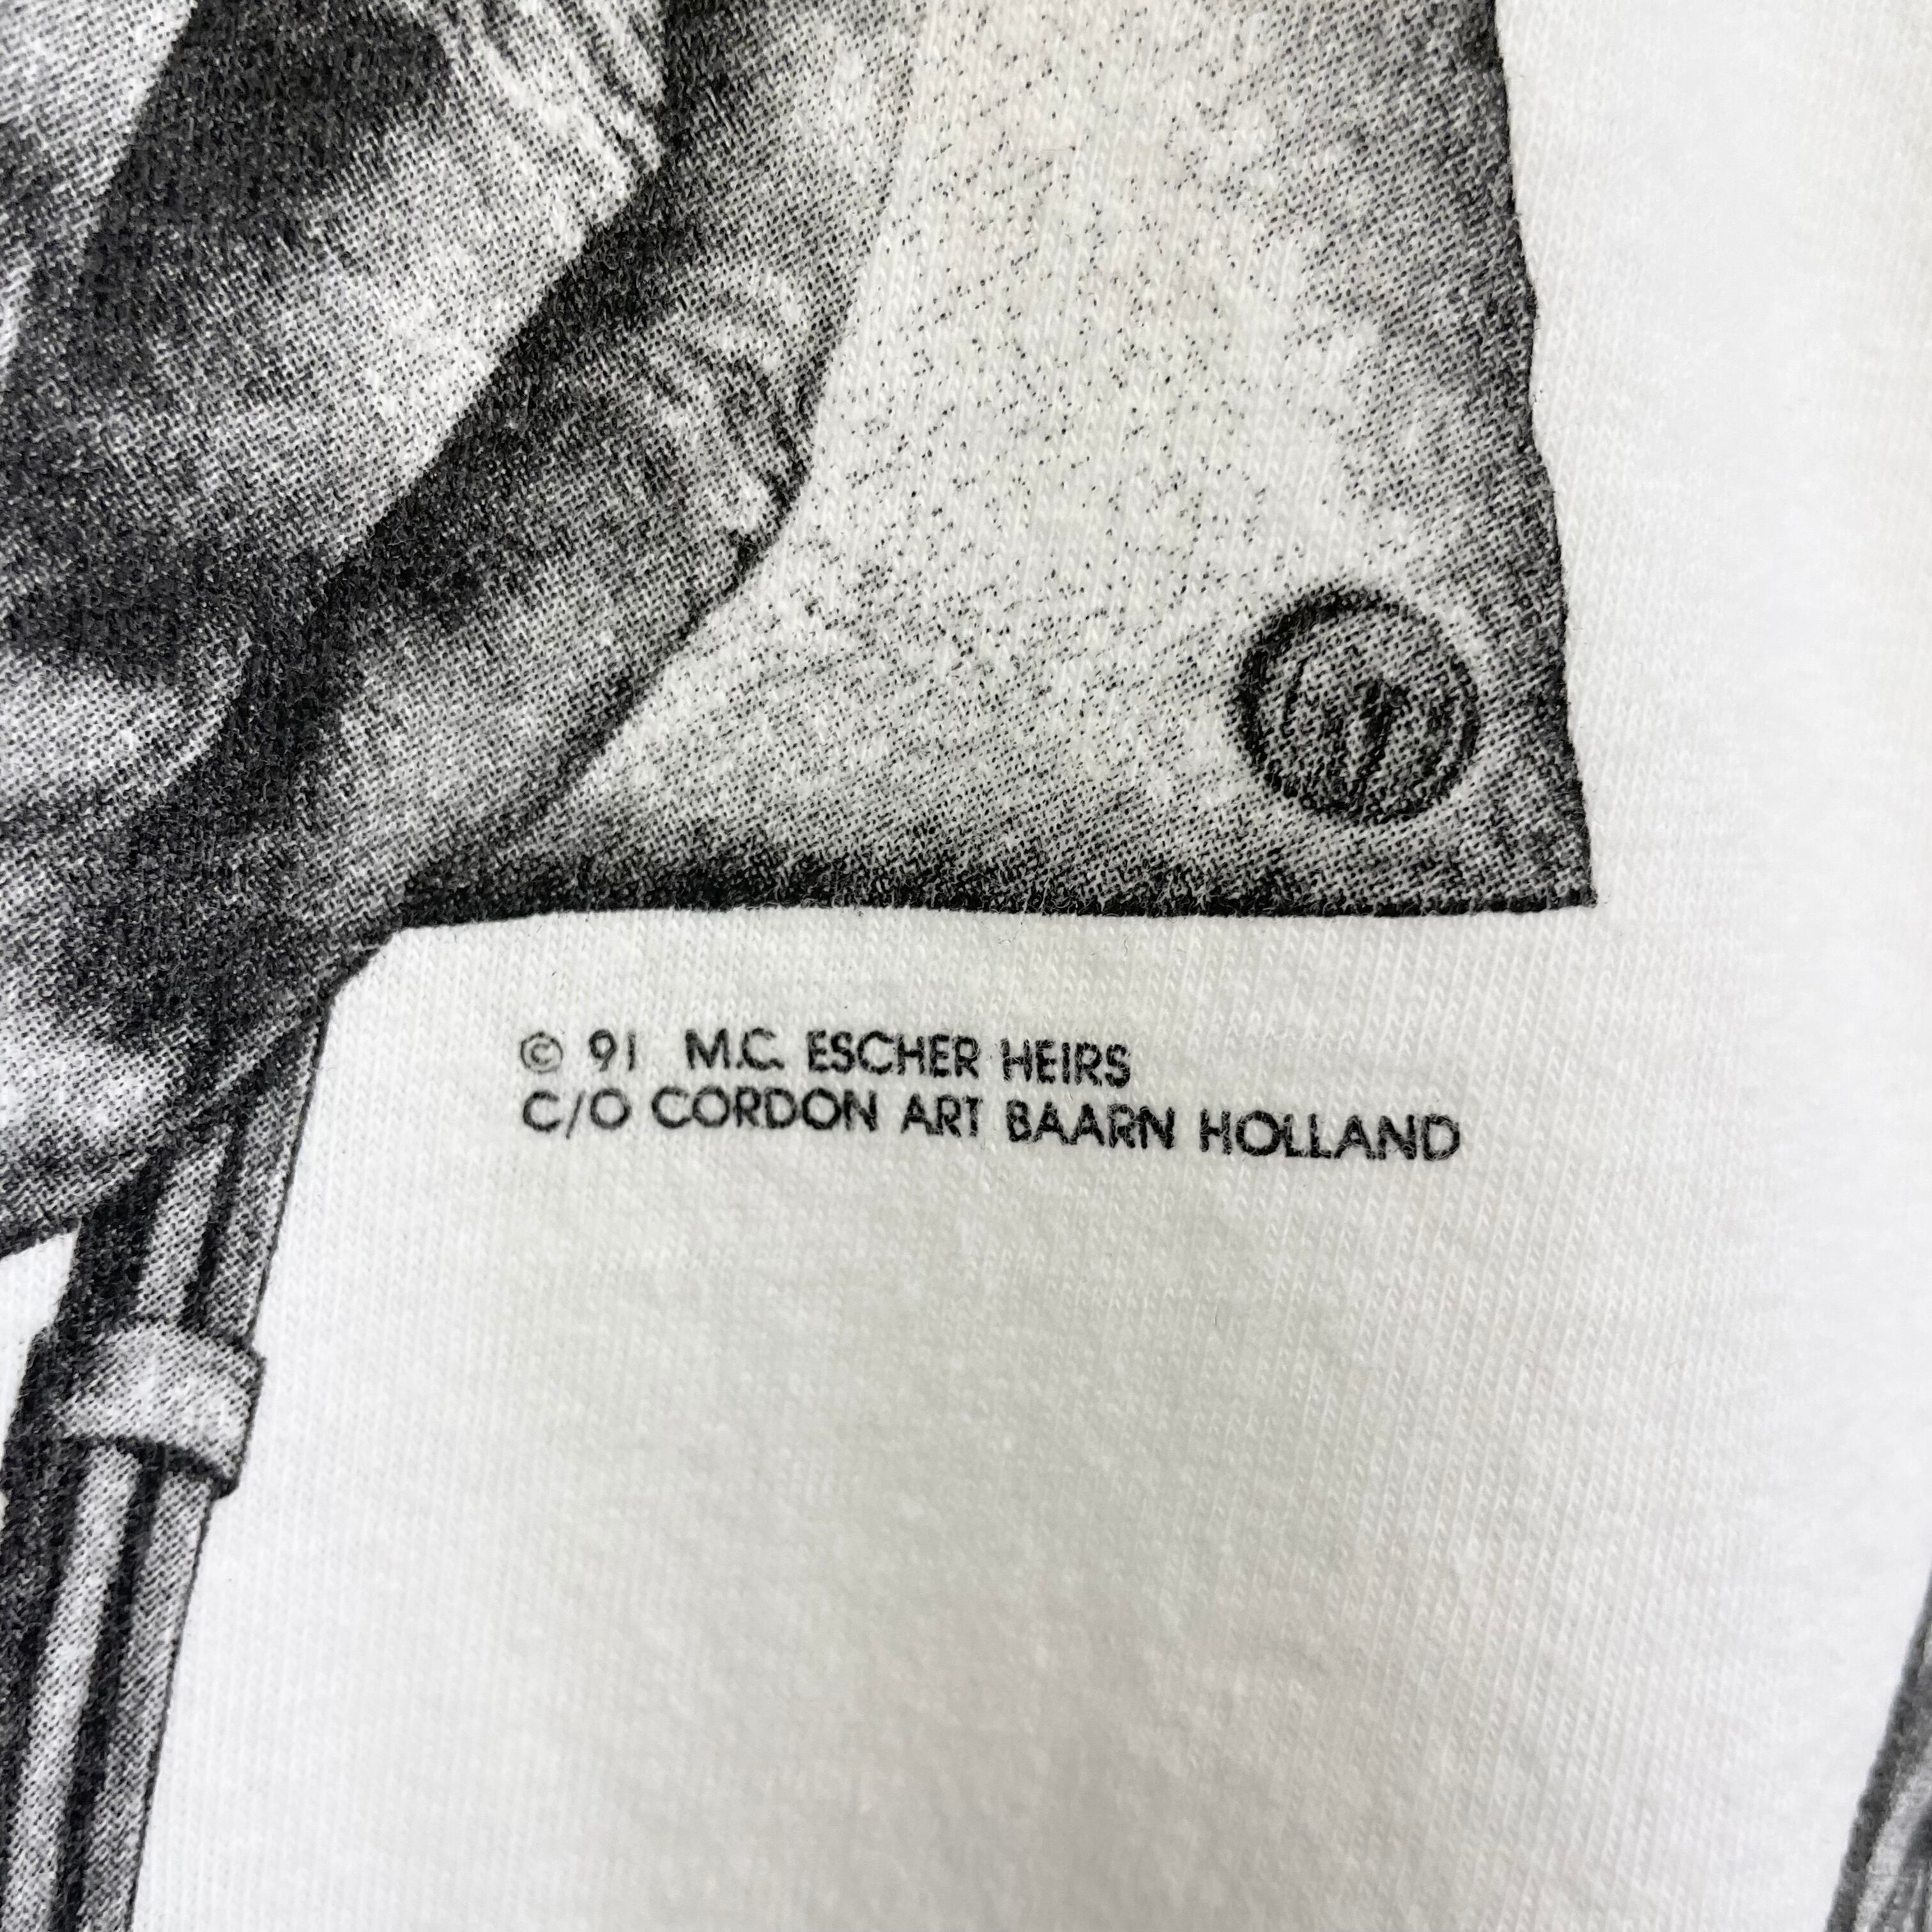 © 91 M.C. ESCHER HEIRS
C/O CORDON ART BAARN HOLLAND